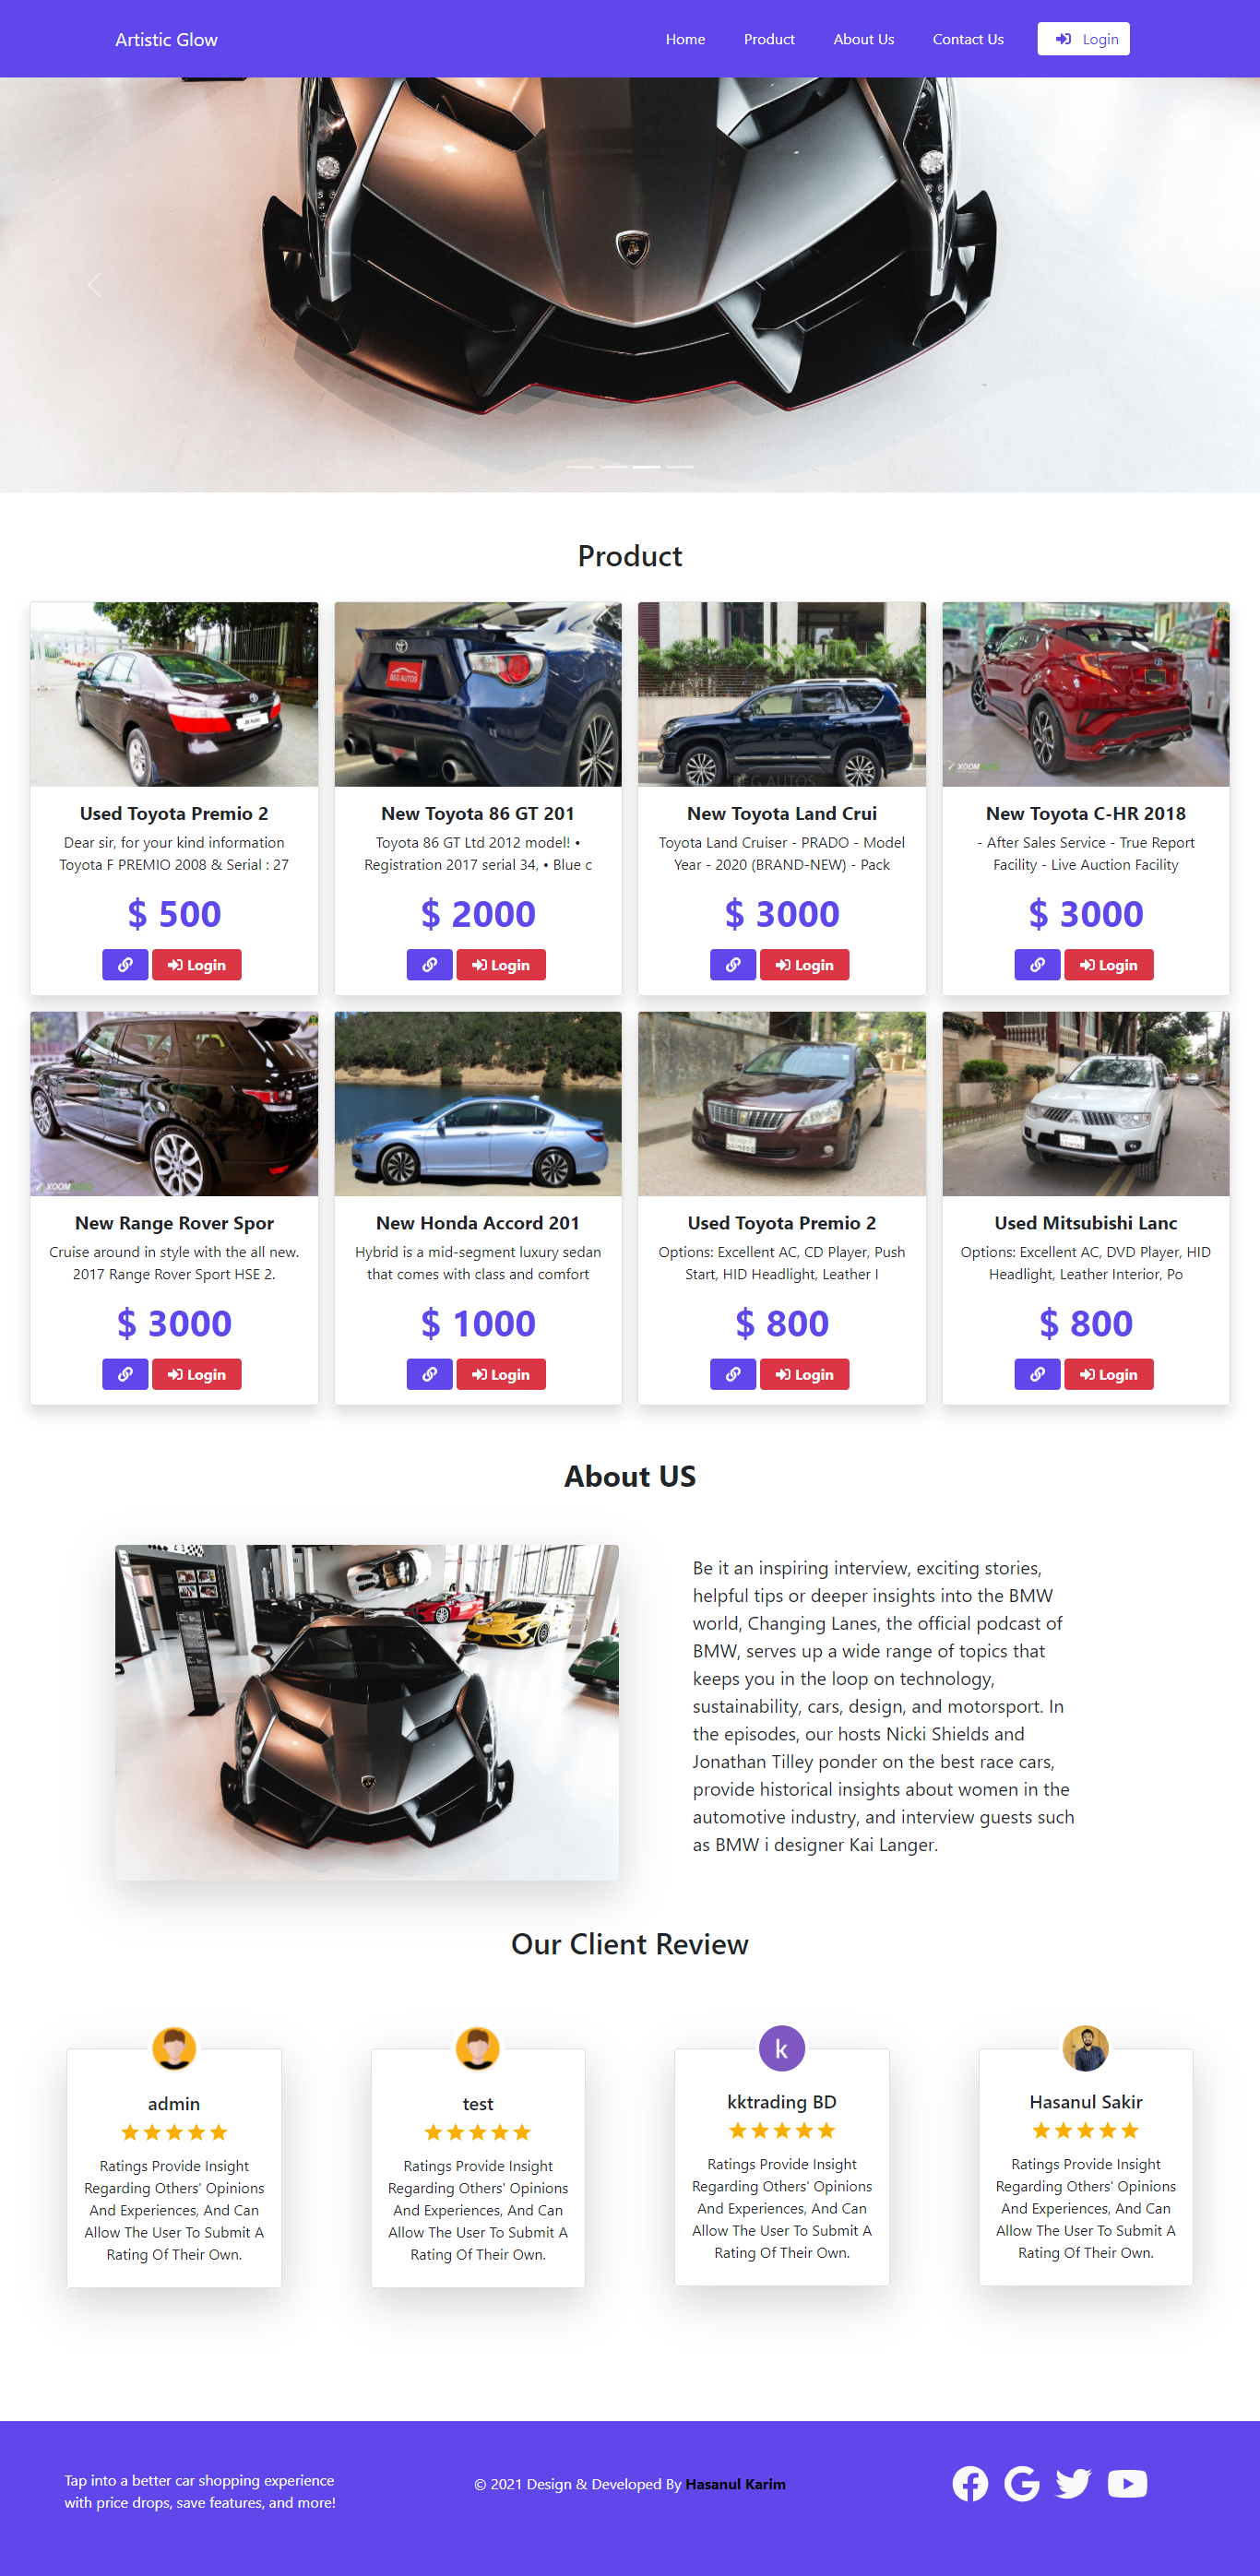 Artistic Glow
Home
Product
About Us
Contact Us
Login
Product
BEG AUTOS
BEG AUTOS
XOOM
Used Toyota Premio 2
Dear sir, for your kind information
Toyota F PREMIO 2008 & Serial : 27
$ 500
Login
New Toyota 86 GT 201
Toyota 86 GT Ltd 2012 model! •
Registration 2017 serial 34, • Blue c
$ 2000
Login
New Toyota Land Crui
Toyota Land Cruiser - PRADO - Model
Year - 2020 (BRAND-NEW) - Pack
$ 3000
Login
New Toyota C-HR 2018
- After Sales Service - True Report
Facility - Live Auction Facility
$ 3000
Login
XOOM
New Range Rover Spor
Cruise around in style with the all new.
2017 Range Rover Sport HSE 2.
$ 3000
Login
New Honda Accord 201
Hybrid is a mid-segment luxury sedan
that comes with class and comfort
$ 1000
Login
Used Toyota Premio 2
Options: Excellent AC, CD Player, Push
Start, HID Headlight, Leather I
$ 800
Login
Used Mitsubishi Lanc
Options: Excellent AC, DVD Player, HID
Headlight, Leather Interior, Po
$ 800
Login
About US
Be it an inspiring interview, exciting stories,
helpful tips or deeper insights into the BMW
world, Changing Lanes, the official podcast of
BMW, serves up a wide range of topics that
keeps you in the loop on technology,
sustainability, cars, design, and motorsport. In
the episodes, our hosts Nicki Shields and
Jonathan Tilley ponder on the best race cars,
provide historical insights about women in the
automotive industry, and interview guests such
as BMW i designer Kai Langer.
Our Client Review
admin
Ratings Provide Insight
Regarding Others' Opinions
And Experiences, And Can
Allow The User To Submit A
Rating Of Their Own.
test
Ratings Provide Insight
Regarding Others' Opinions
And Experiences, And Can
Allow The User To Submit A
Rating Of Their Own.
k
kktrading BD
Ratings Provide Insight
Regarding Others' Opinions
And Experiences, And Can
Allow The User To Submit A
Rating Of Their Own.
Hasanul Sakir
Ratings Provide Insight
Regarding Others' Opinions
And Experiences, And Can
Allow The User To Submit A
Rating Of Their Own.
Tap into a better car shopping experience
with price drops, save features, and more!
© 2021 Design & Developed By Hasanul Karim